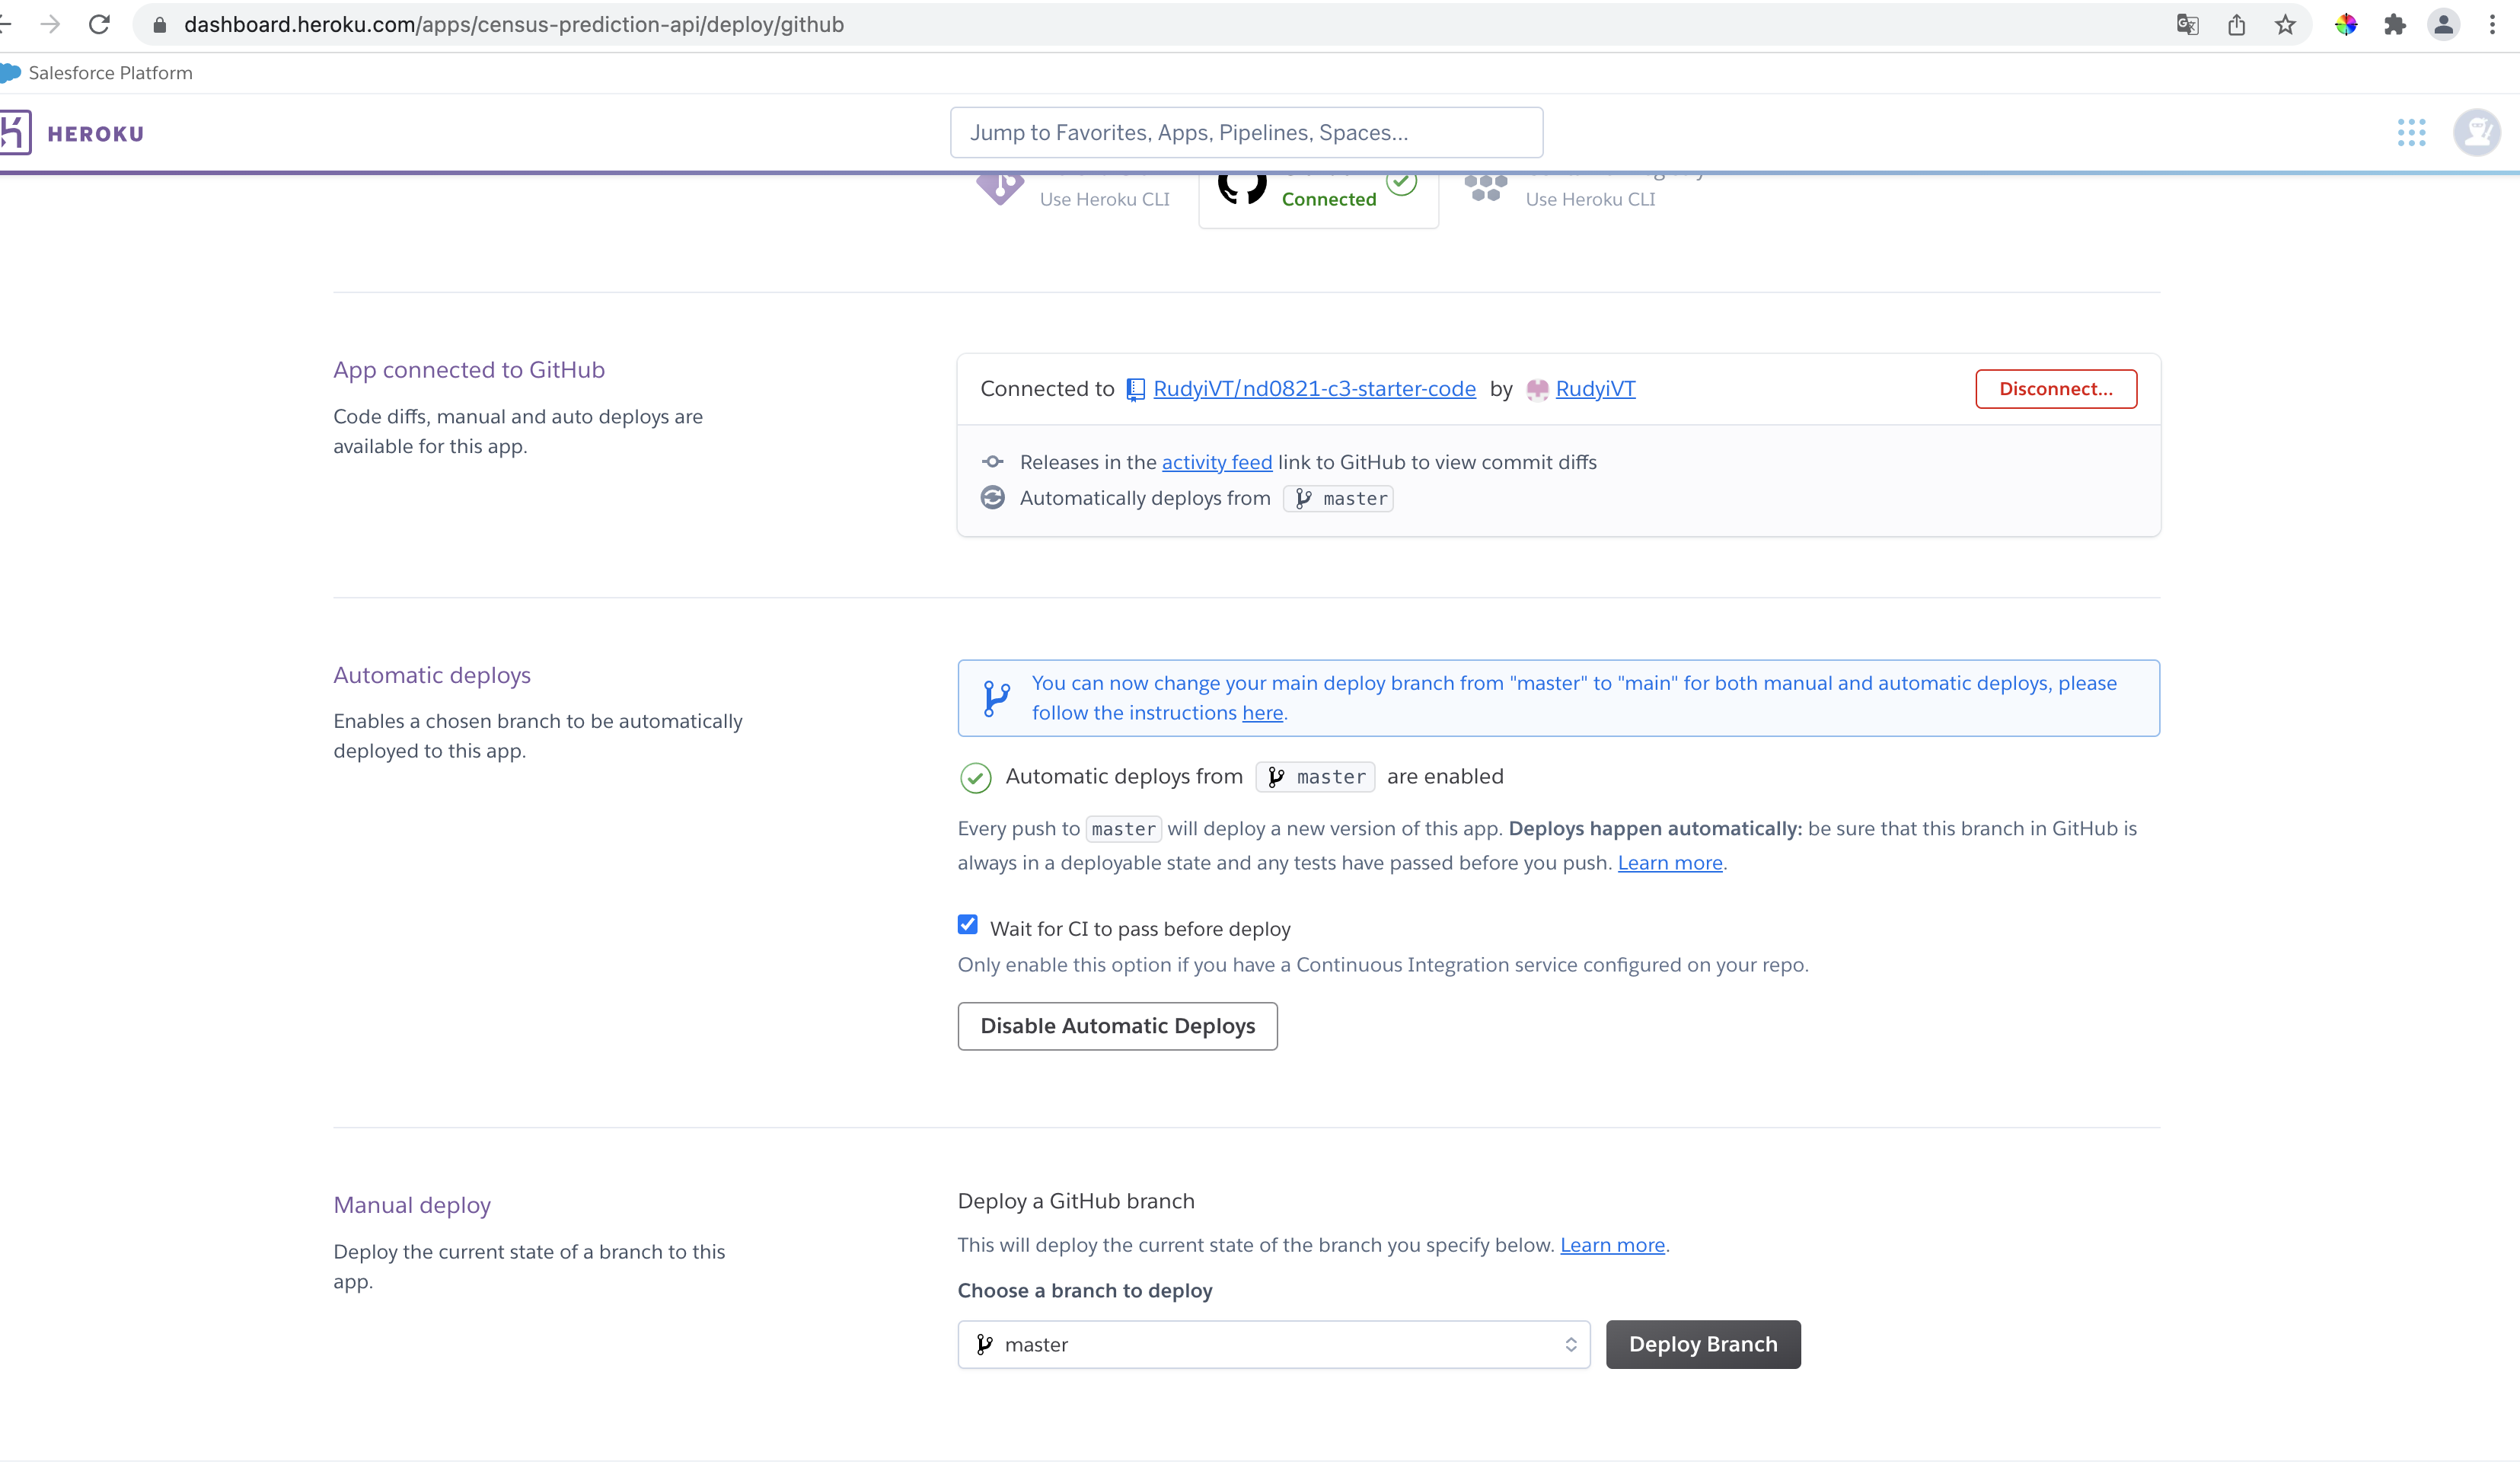 dashboard.heroku.com/apps/census-prediction-api/deploy/github
Salesforce Platform
HEROKU
Jump to Favorites, Apps, Pipelines, Spaces...
Use Heroku CLI
Connected
Use Heroku CLI
App connected to GitHub
Code diffs, manual and auto deploys are
available for this app.
Connected to RudyiVT/nd0821-c3-starter-code by RudyiVT
Disconnect...
Releases in the activity feed link to GitHub to view commit diffs
Automatically deploys from master
Automatic deploys
Enables a chosen branch to be automatically
deployed to this app.
You can now change your main deploy branch from "master" to "main" for both manual and automatic deploys, please
follow the instructions here.
Automatic deploys from master are enabled
Every push to master will deploy a new version of this app. Deploys happen automatically: be sure that this branch in GitHub is
always in a deployable state and any tests have passed before you push. Learn more.
Wait for CI to pass before deploy
Only enable this option if you have a Continuous Integration service configured on your repo.
Disable Automatic Deploys
Manual deploy
Deploy the current state of a branch to this
app.
Deploy a GitHub branch
This will deploy the current state of the branch you specify below. Learn more.
Choose a branch to deploy
master
Deploy Branch